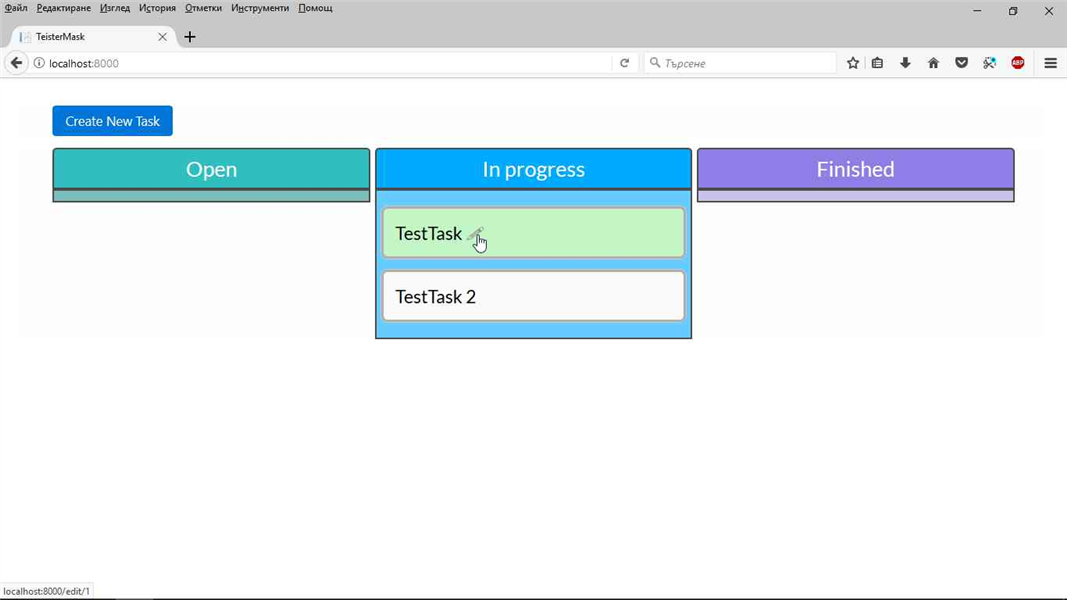 Файл Редактиране Изглед История Отметки Инструменти Помощ
TeisterMask
localhost:8000
Търсене
ABP
Create New Task
Open
In progress
Finished
TestTask
TestTask 2
localhost:8000/edit/1